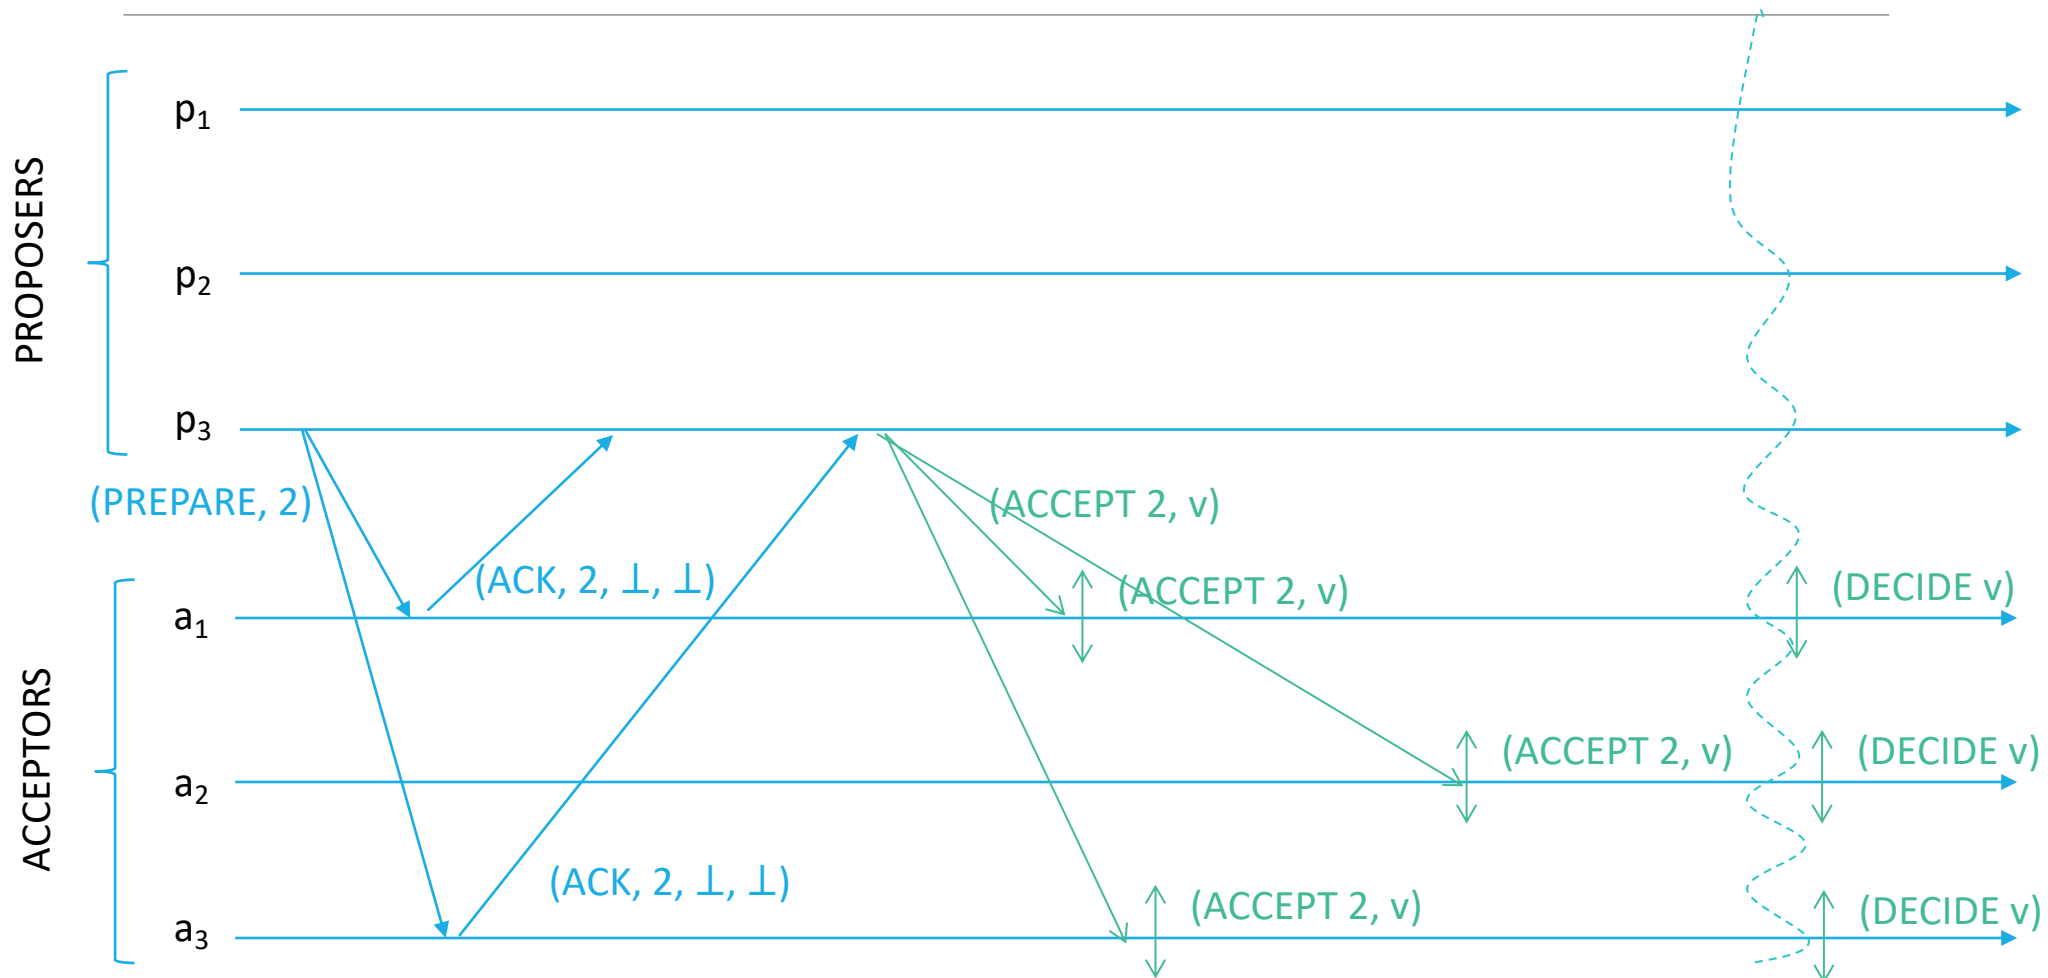 PROPOSERS
p₁
p₂
p₃
(PREPARE, 2)
(ACCEPT 2, v)
(ACK, 2, ⊥, ⊥)
(ACCEPT 2, v)
(DECIDE v)
ACCEPTORS
a₁
(ACCEPT 2, v)
(DECIDE v)
a₂
(ACK, 2, ⊥, ⊥)
(ACCEPT 2, v)
(DECIDE v)
a₃